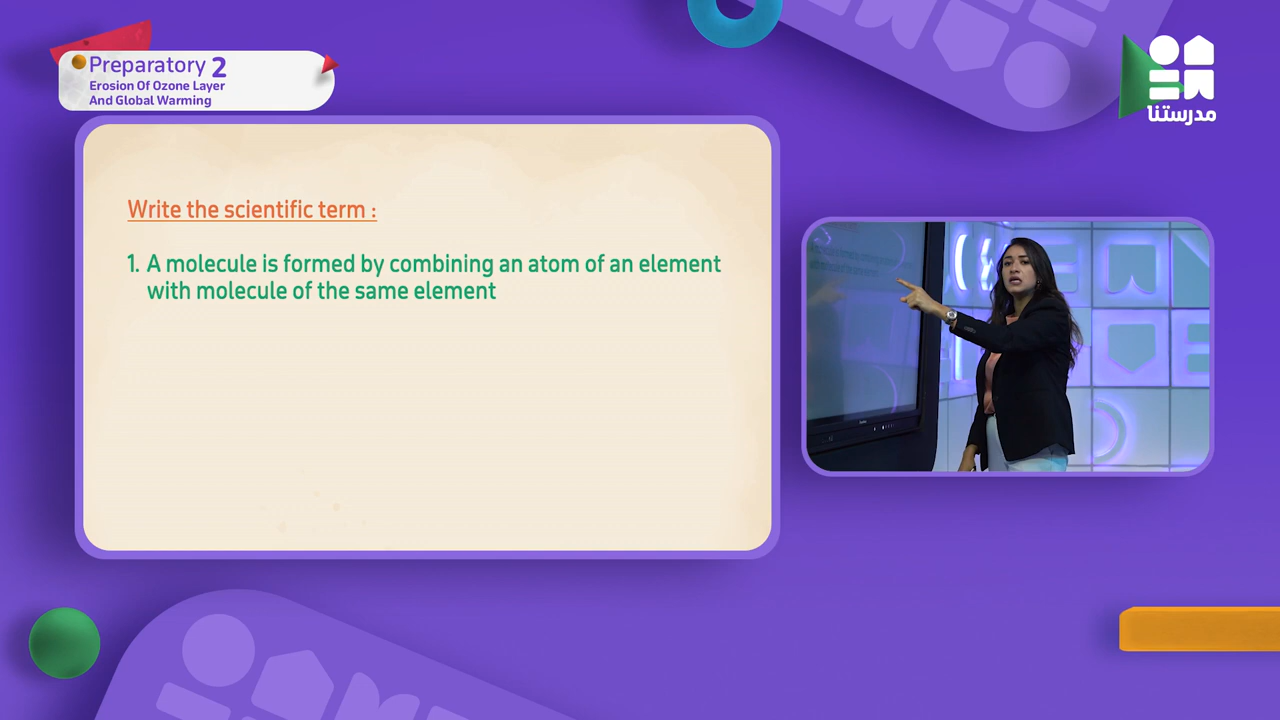 Preparatory 2
Erosion Of Ozone Layer
And Global Warming
مدرستنا
Write the scientific term :
1. A molecule is formed by combining an atom of an element
with molecule of the same element